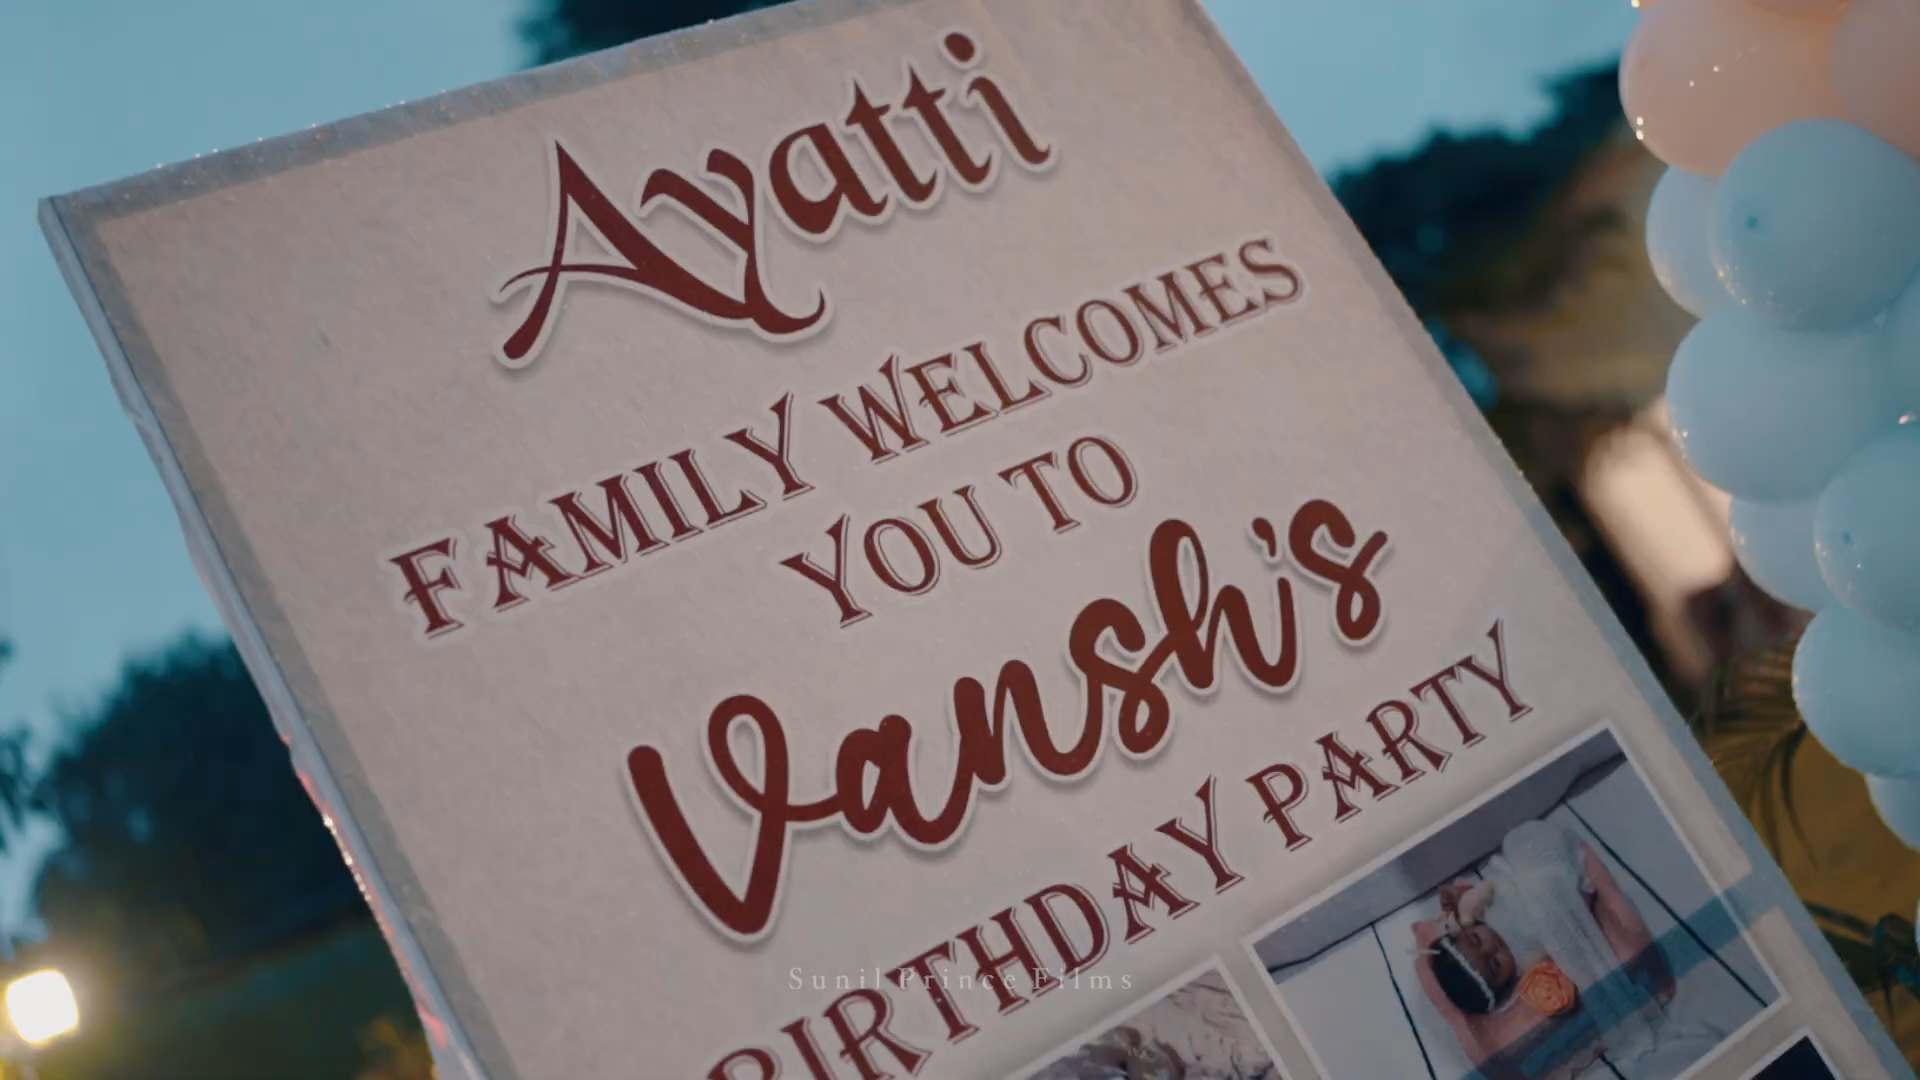 Ayatti
FAMILY WELCOMES
YOU TO
Vansh's
BIRTHDAY PARTY
Sunil Prince Films